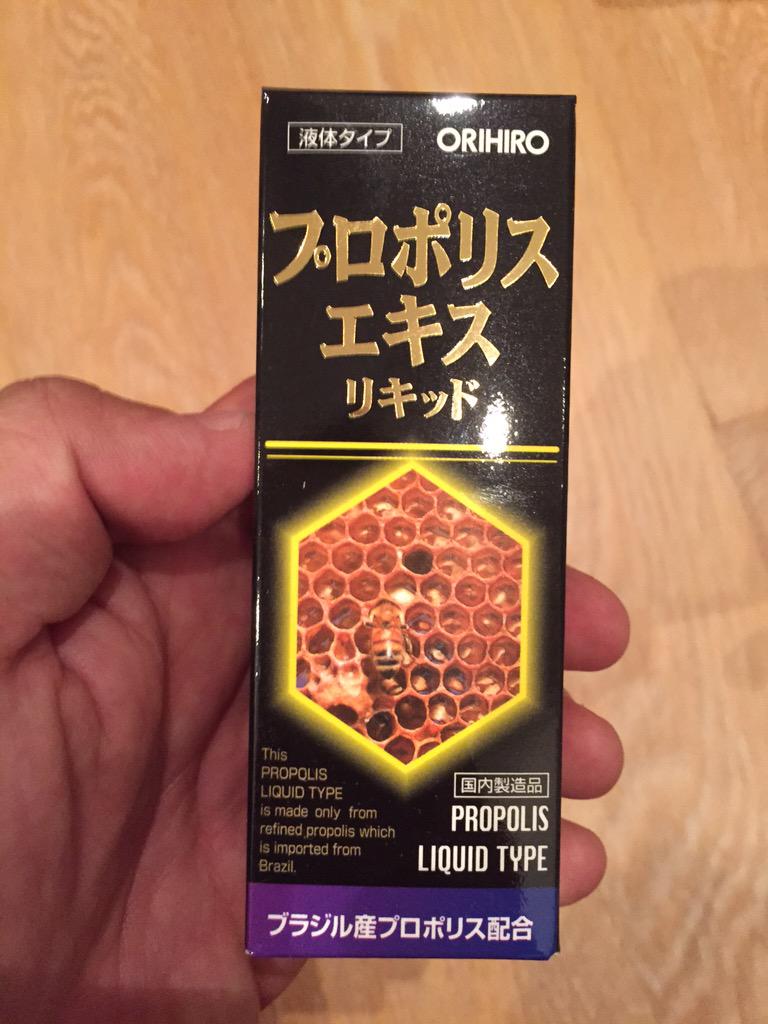 液体タイプ ORIHIRO
プロポリス
エキス
リキッド
This
PROPOLIS
LIQUID TYPE
is made only from
refined propolis which
is imported from
Brazil.
国内製造品
PROPOLIS
LIQUID TYPE
ブラジル産プロポリス配合